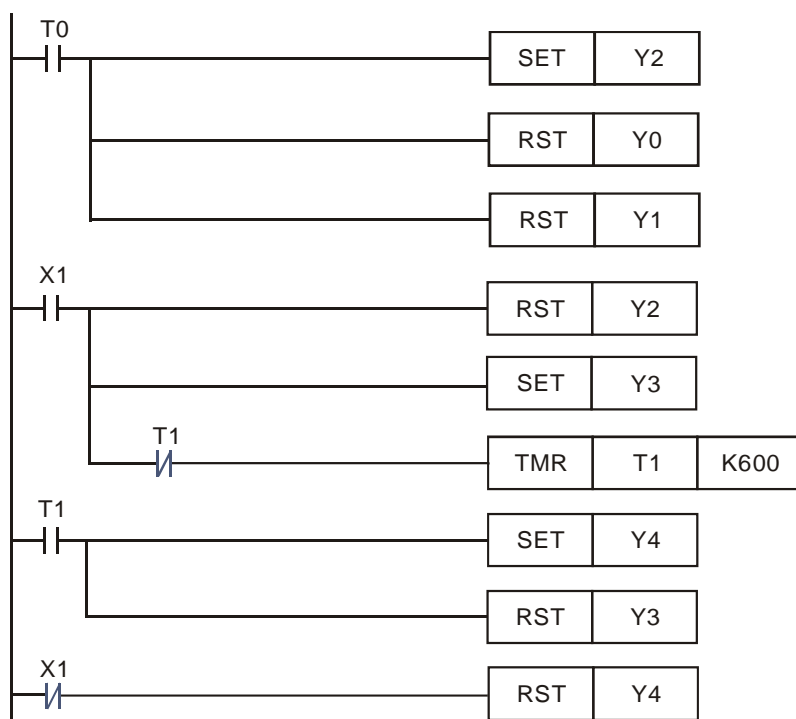 T0
SET Y2
RST Y0
RST Y1
X1
RST Y2
SET Y3
T1
TMR T1 K600
T1
SET Y4
RST Y3
X1
RST Y4